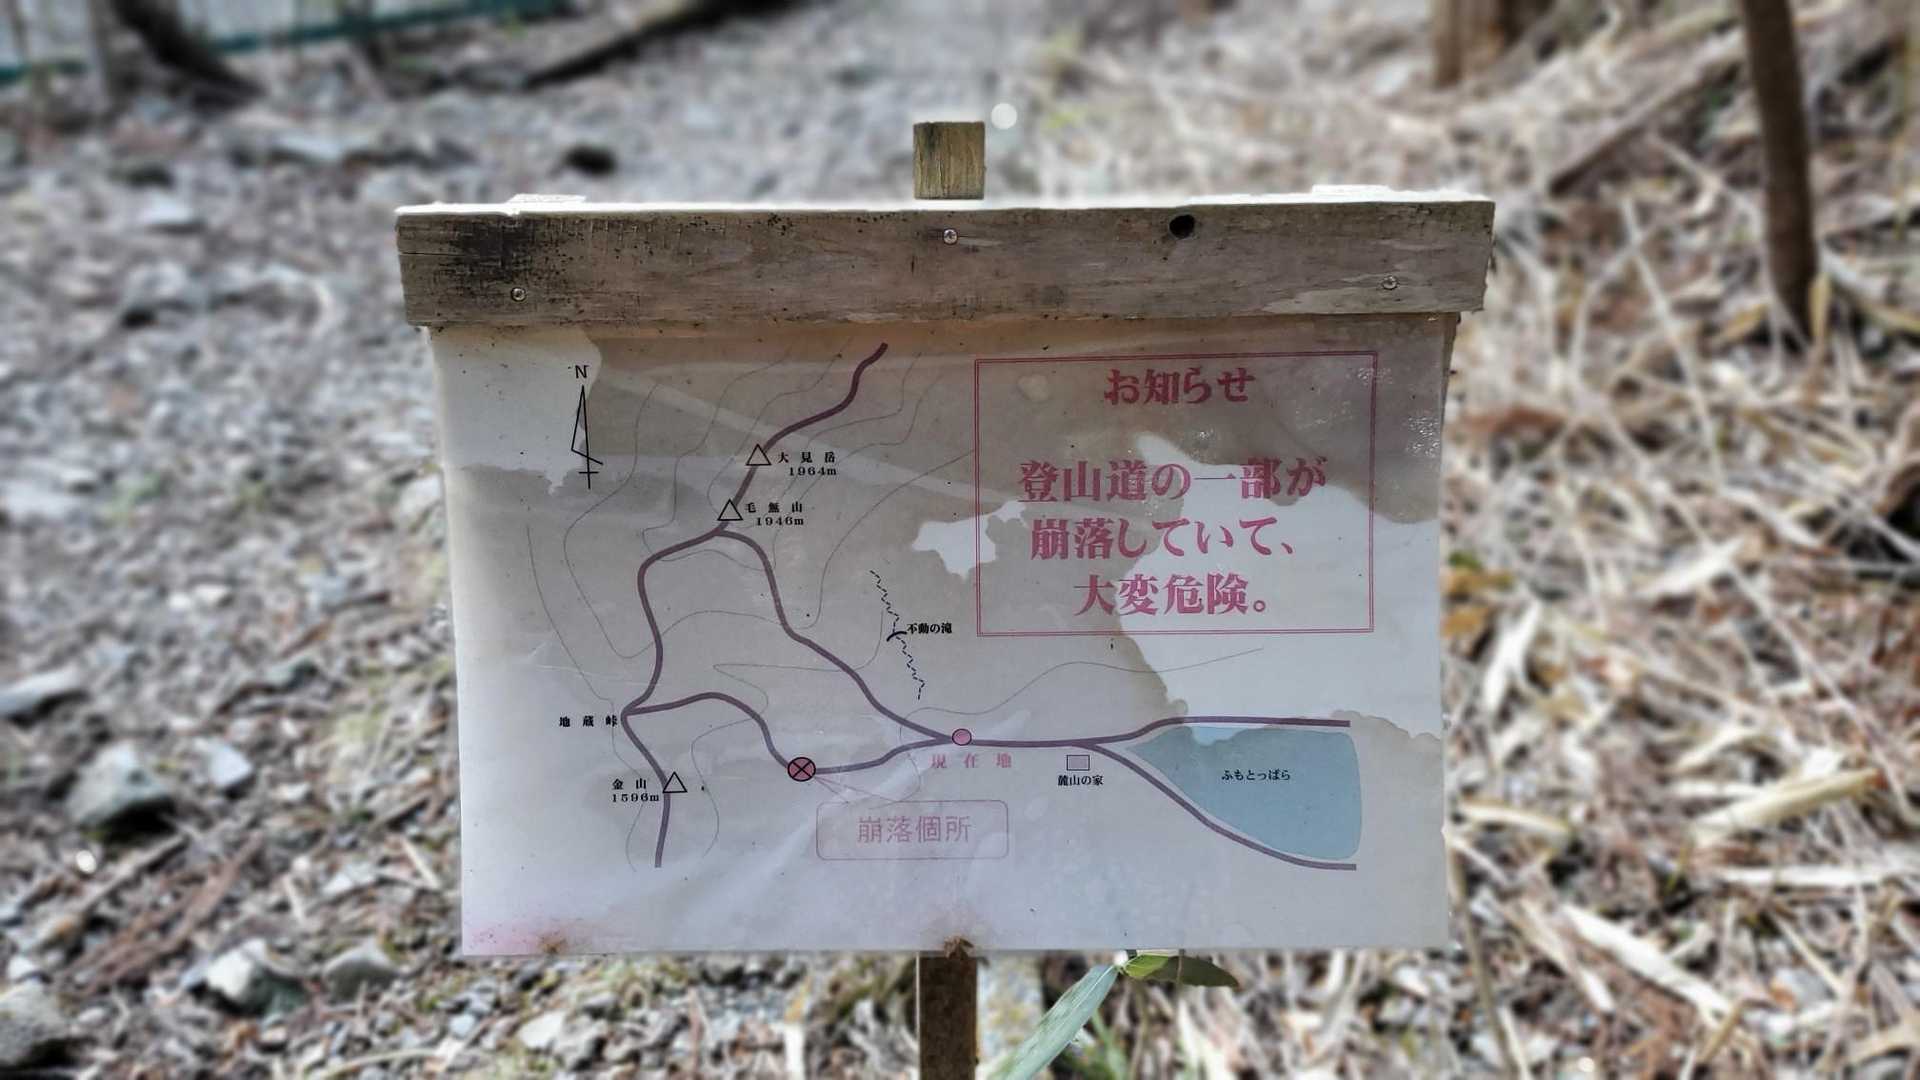 N
お知らせ
登山道の一部が
崩落していて、
大変危険。
大見岳
1964m
毛無山
1946m
不動の滝
地蔵峠
現在地
麓山の家
ふもとっぱら
金山
1596m
崩落個所